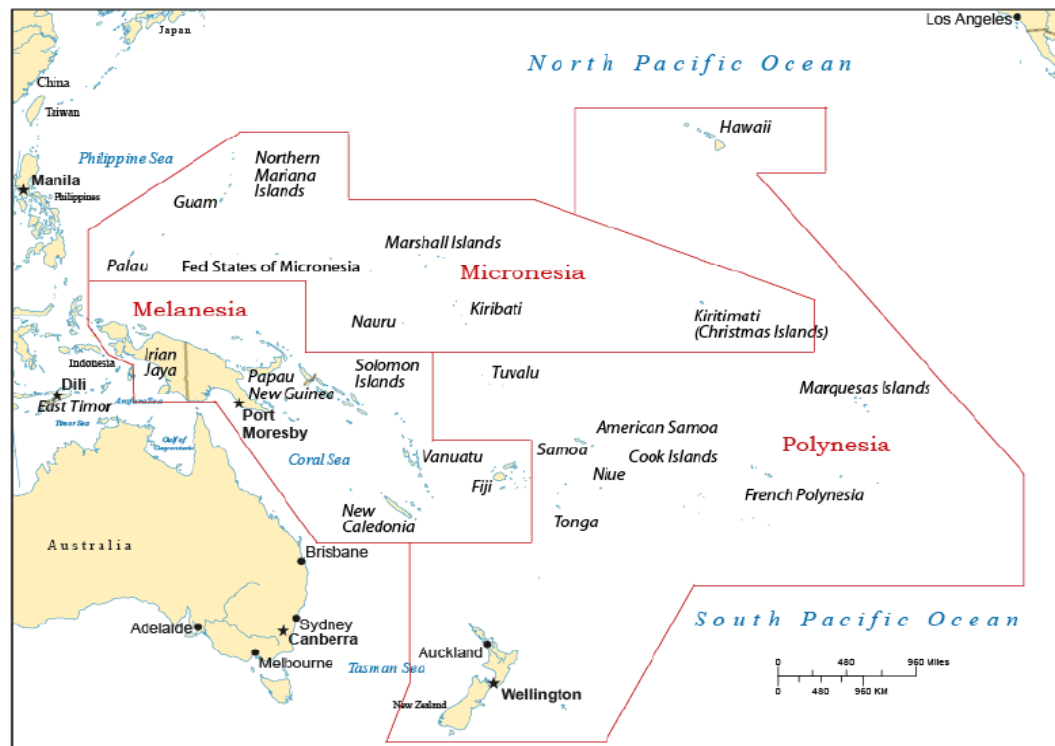 Japan
Los Angeles
North Pacific Ocean
China
Taiwan
Hawaii
Philippine Sea
Northern
Mariana
Islands
Manila
Philippines
Guam
Marshall Islands
Palau
Fed States of Micronesia
Micronesia
Melanesia
Kiribati
Nauru
Kiritimati
(Christmas Islands)
Irian
Jaya
Indonesia
Solomon
Islands
Tuvalu
Papau
New Guinea
Marquesas Islands
Dili
East Timor
Port
Moresby
Timor Sea
Gulf of
American Samoa
Samoa
Polynesia
Coral Sea
Vanuatu
Cook Islands
Niue
Fiji
French Polynesia
New
Caledonia
Tonga
Australia
Brisbane
Adelaide
Sydney
Canberra
South Pacific Ocean
Melbourne
Tasman Sea
Auckland
Wellington
New Zealand
0 480 960 Miles
0 480 960 KM